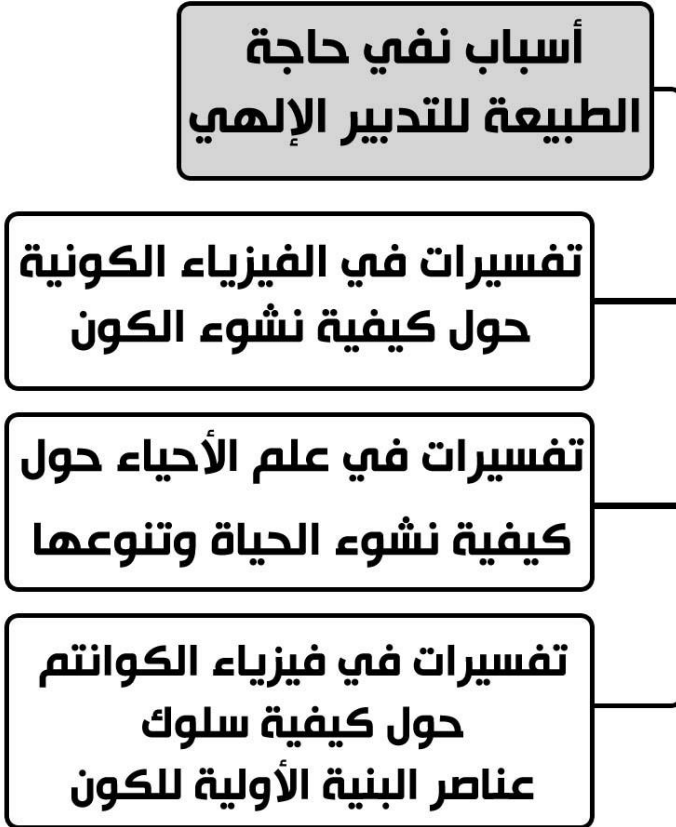 أسباب نفي حاجة
الطبيعة للتدبير الإلهي
تفسيرات في الفيزياء الكونية
حول كيفية نشوء الكون
تفسيرات في علم الأحياء حول
كيفية نشوء الحياة وتنوعها
تفسيرات في فيزياء الكوانتم
حول كيفية سلوك
عناصر البنية الأولية للكون